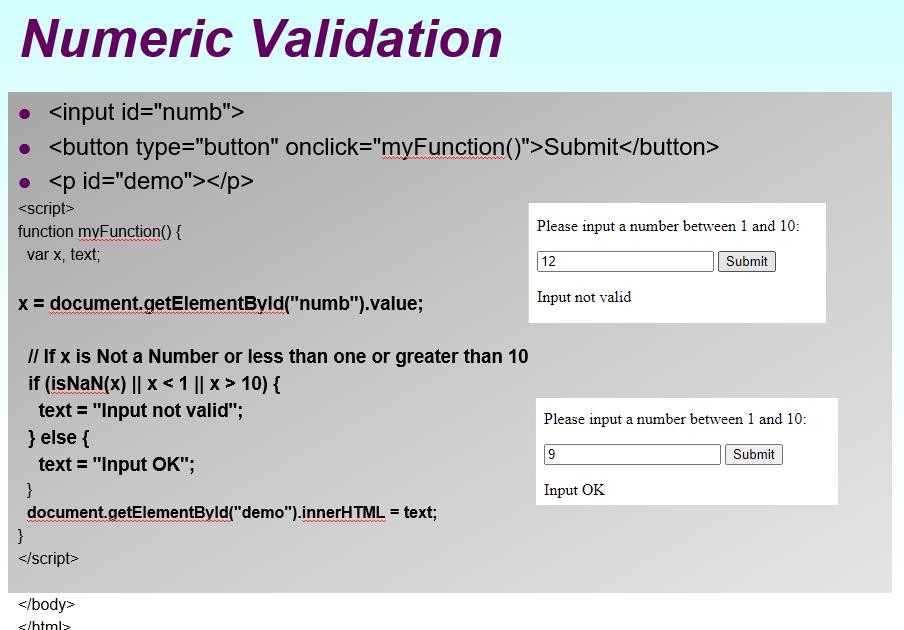 Numeric Validation
<input id="numb">
<button type="button" onclick="myFunction()">Submit</button>
<p id="demo"></p>
<script>
function myFunction() {
var x, text;
x = document.getElementById("numb").value;
// If x is Not a Number or less than one or greater than 10
if (isNaN(x) || x < 1 || x > 10) {
text = "Input not valid";
} else {
text = "Input OK";
}
document.getElementById("demo").innerHTML = text;
}
</script>
</body>
</html>
Please input a number between 1 and 10:
12 Submit
Input not valid
Please input a number between 1 and 10:
9 Submit
Input OK